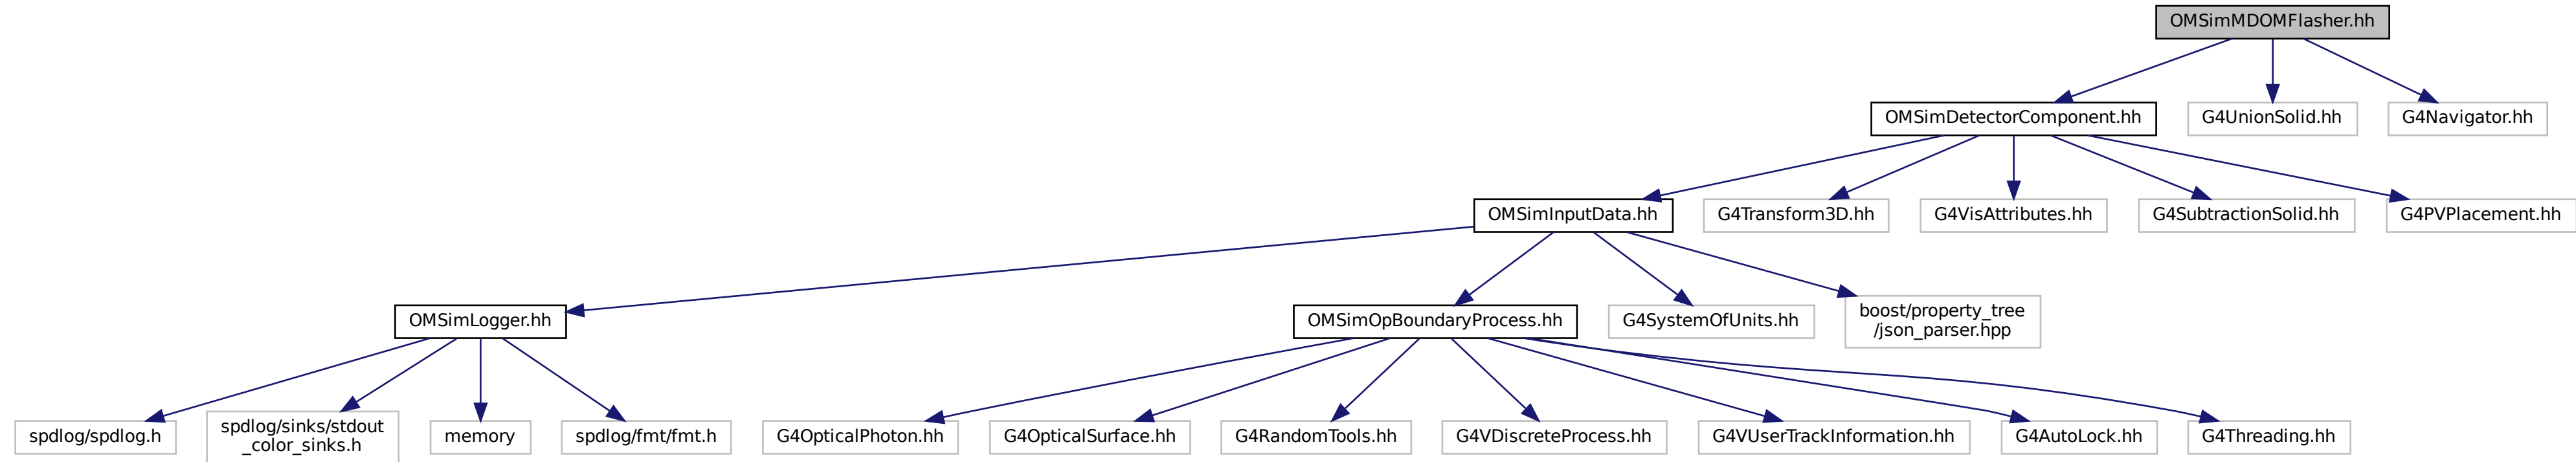 OMSimMDOMFlasher.hh
OMSimDetectorComponent.hh
G4UnionSolid.hh
G4Navigator.hh
OMSimInputData.hh
G4Transform3D.hh
G4VisAttributes.hh
G4SubtractionSolid.hh
G4PVPlacement.hh
OMSimLogger.hh
OMSimOpBoundaryProcess.hh
G4SystemOfUnits.hh
boost/property_tree
/json_parser.hpp
spdlog/spdlog.h
spdlog/sinks/stdout
_color_sinks.h
memory
spdlog/fmt/fmt.h
G4OpticalPhoton.hh
G4OpticalSurface.hh
G4RandomTools.hh
G4VDiscreteProcess.hh
G4VUserTrackInformation.hh
G4AutoLock.hh
G4Threading.hh